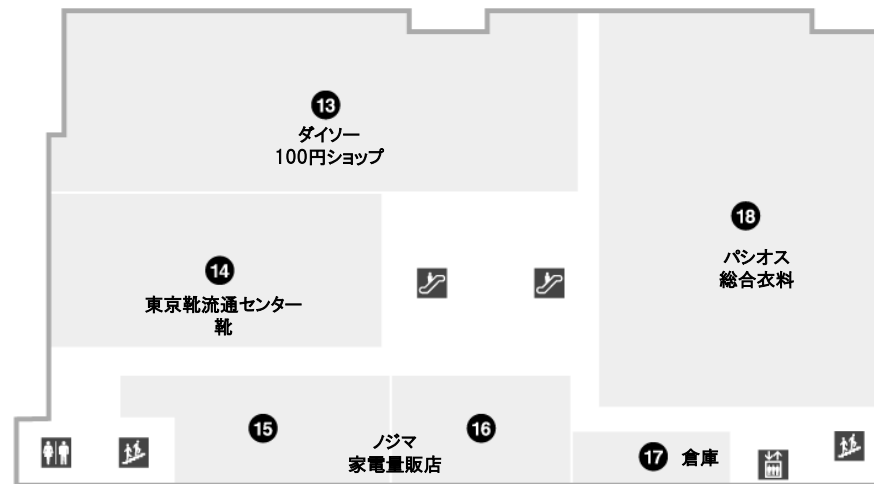 13
ダイソー
100円ショップ
18
パシオス
総合衣料
14
東京靴流通センター
靴
15
16
ノジマ
家電量販店
17 倉庫